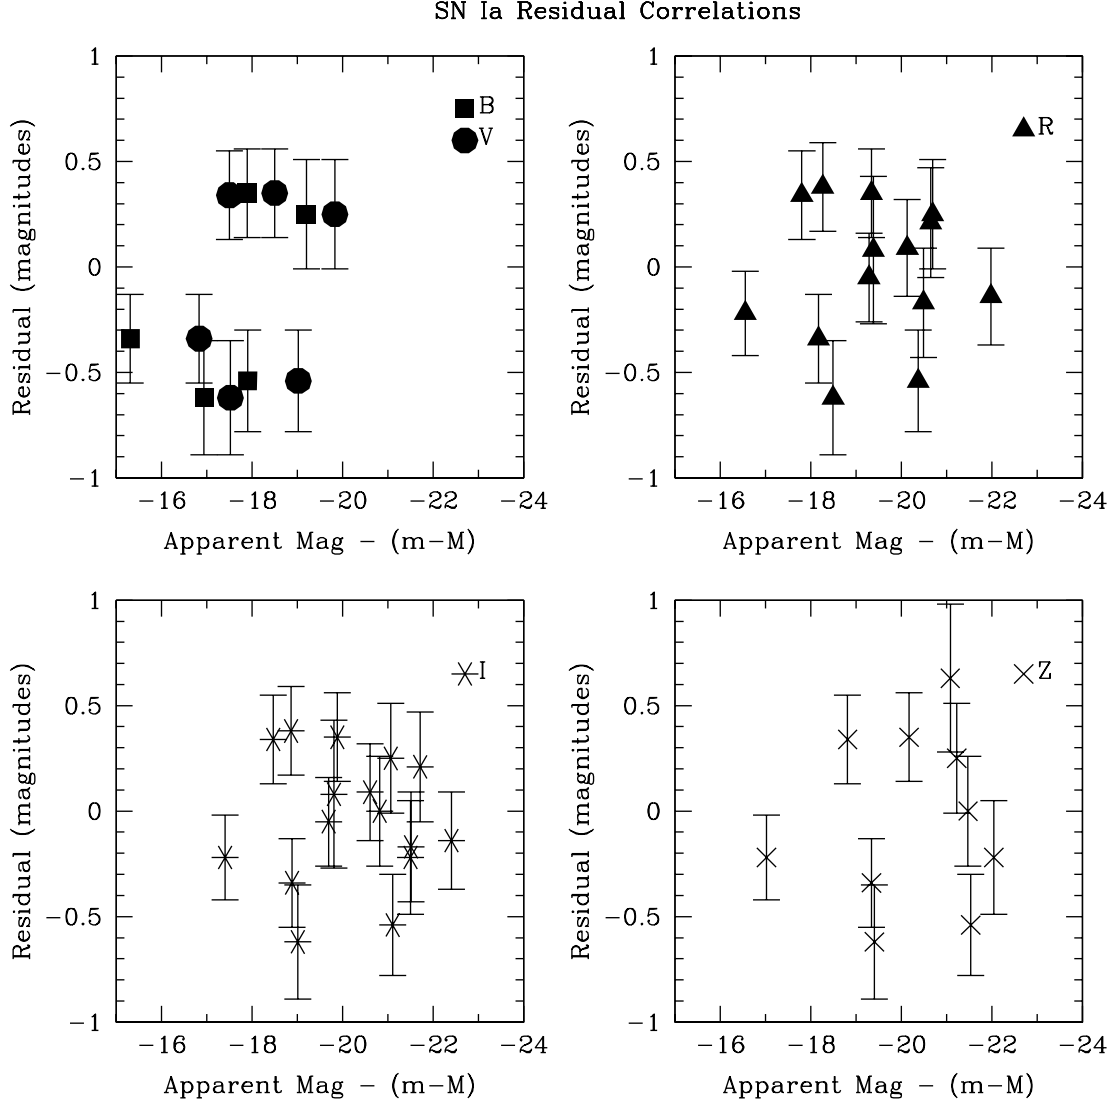 SN Ia Residual Correlations
1
0.5
0
−0.5
−1
Residual (magnitudes)
B
V
−16 −18 −20 −22 −24
Apparent Mag − (m−M)
1
0.5
0
−0.5
−1
Residual (magnitudes)
R
−16 −18 −20 −22 −24
Apparent Mag − (m−M)
1
0.5
0
−0.5
−1
Residual (magnitudes)
I
−16 −18 −20 −22 −24
Apparent Mag − (m−M)
1
0.5
0
−0.5
−1
Residual (magnitudes)
Z
−16 −18 −20 −22 −24
Apparent Mag − (m−M)